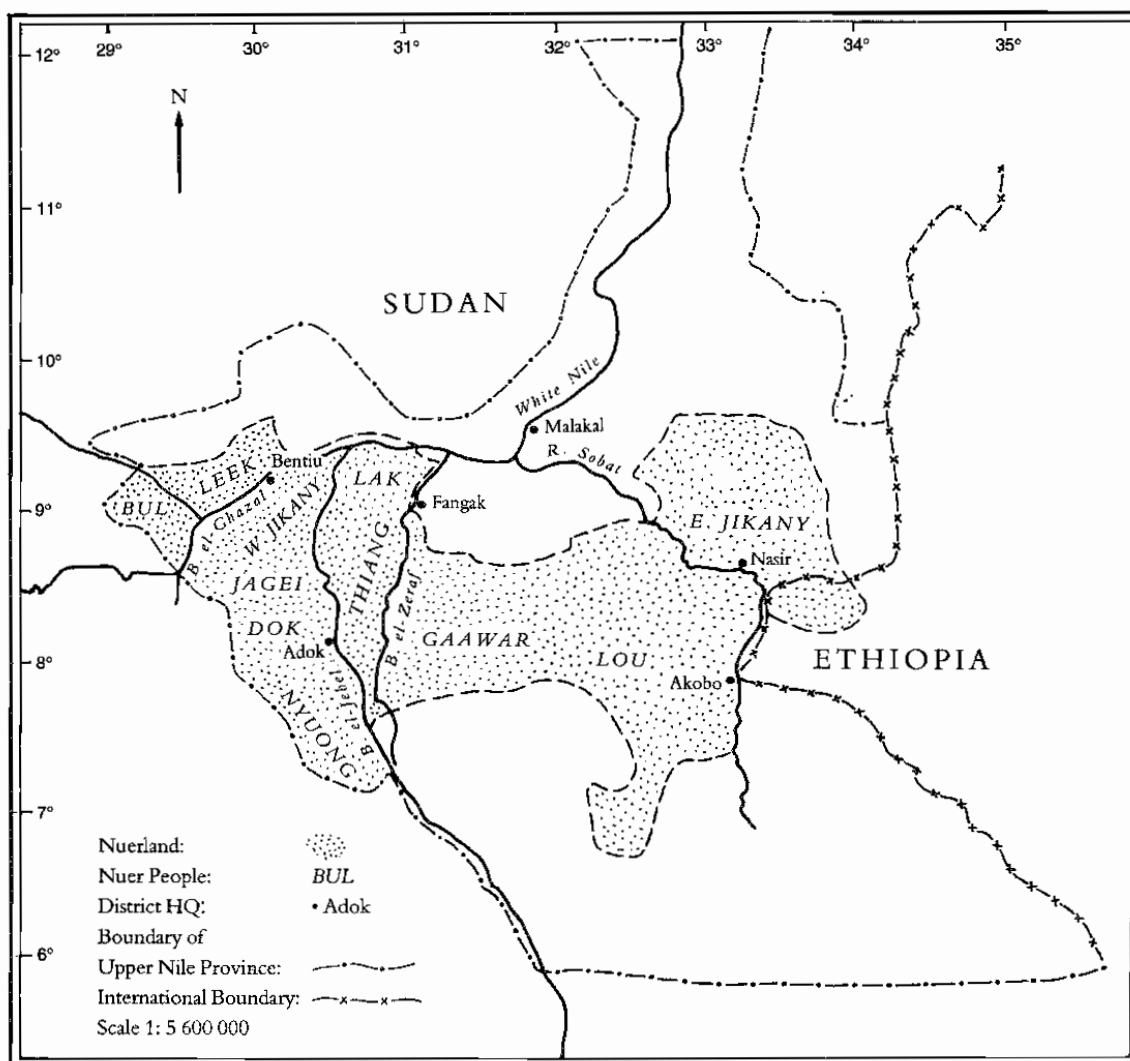 29°
30°
31°
32°
33°
34°
35°
12°
11°
10°
9°
8°
7°
6°
N
SUDAN
White Nile
Malakal
R. Sobat
LEEK
Bentiu
LAK
BUL
B el-Ghazal
W. JIKANY
Fangak
E. JIKANY
Nasir
JAGEI
THIANG
B el-Zeraf
DOK
Adok
GAAWAR
LOU
ETHIOPIA
Akobo
NYUONG
B el-Jebel
Nuerland:
Nuer People: BUL
District HQ: • Adok
Boundary of
Upper Nile Province:
International Boundary:
Scale 1: 5 600 000